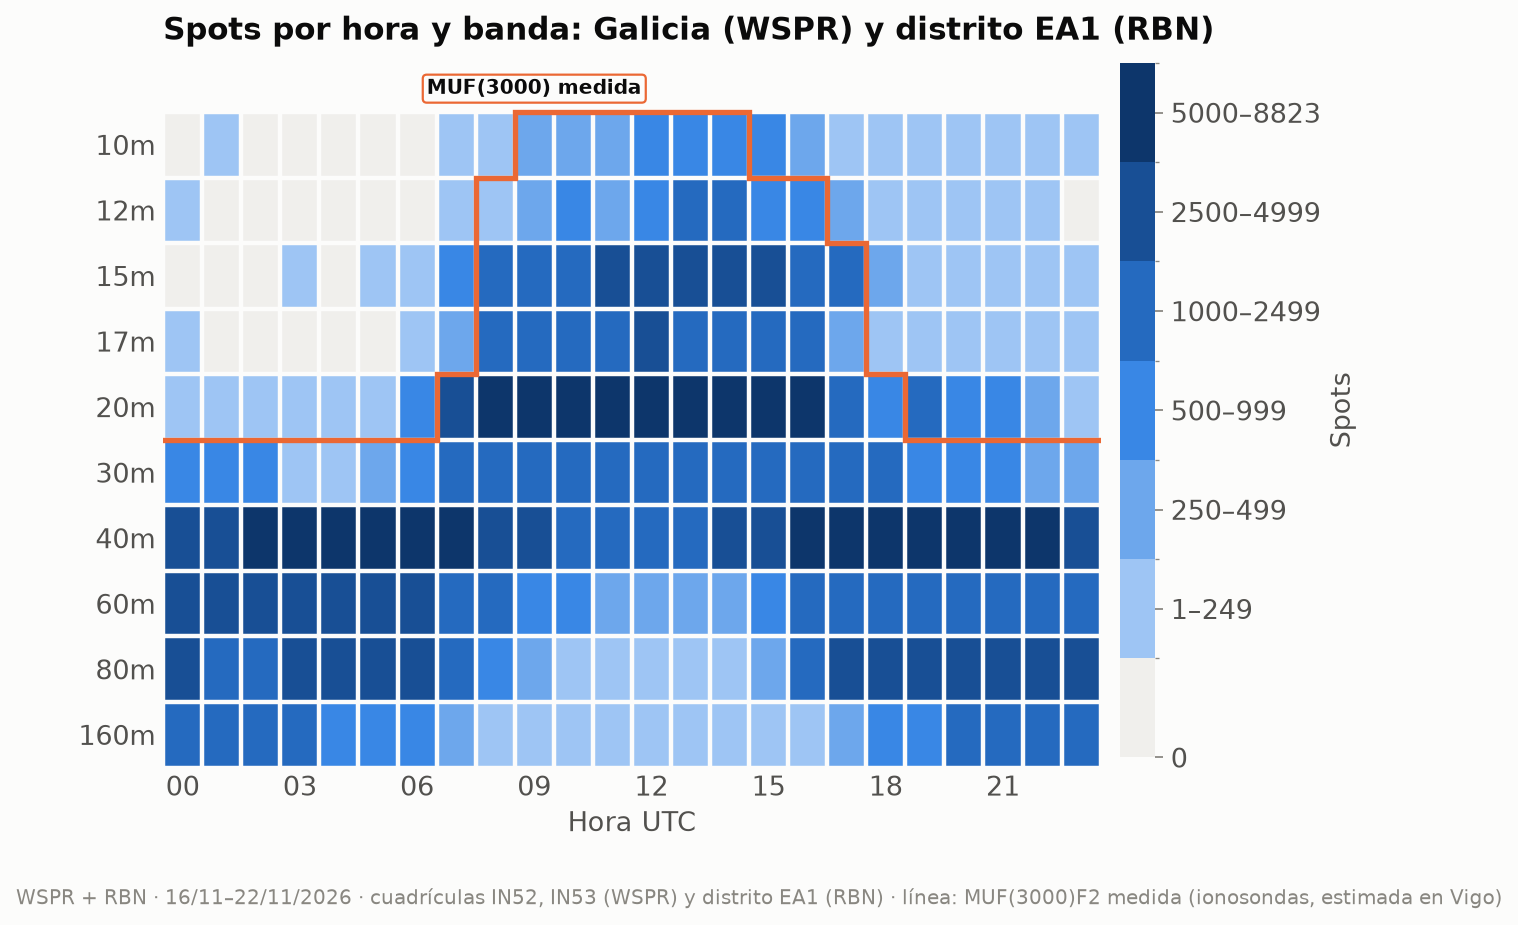 Spots por hora y banda: Galicia (WSPR) y distrito EA1 (RBN)
MUF(3000) medida
10m
12m
15m
17m
20m
30m
40m
60m
80m
160m
00 03 06 09 12 15 18 21
Hora UTC
5000–8823
2500–4999
1000–2499
500–999
250–499
1–249
0
Spots
WSPR + RBN · 16/11–22/11/2026 · cuadrículas IN52, IN53 (WSPR) y distrito EA1 (RBN) · línea: MUF(3000)F2 medida (ionosondas, estimada en Vigo)